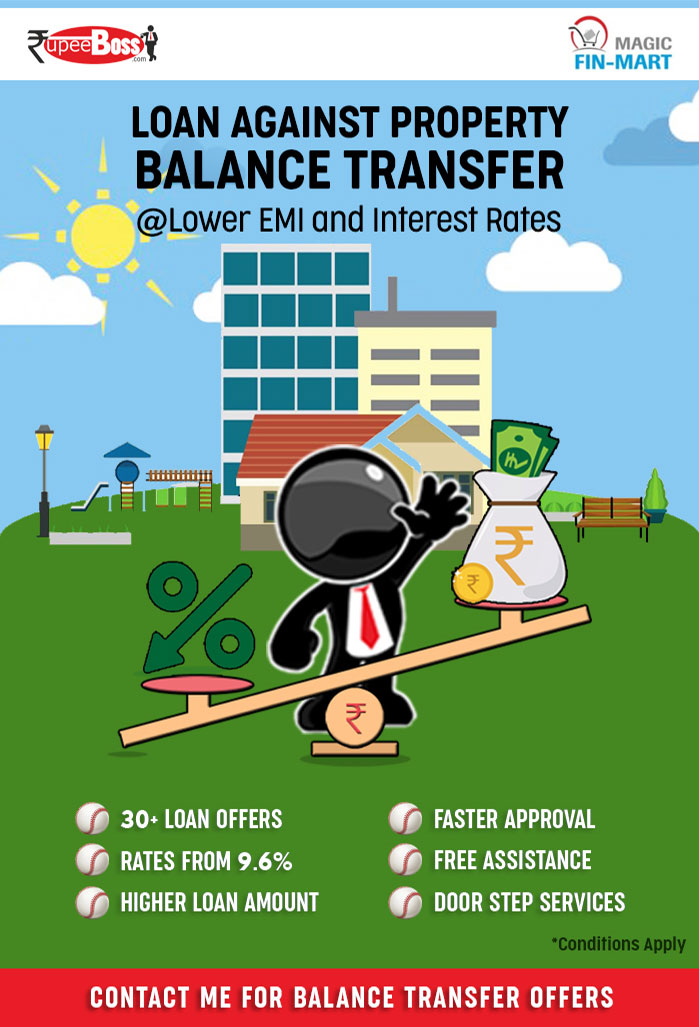 ₹upeeBoss
.com
MAGIC
FIN-MART
LOAN AGAINST PROPERTY
BALANCE TRANSFER
@Lower EMI and Interest Rates
₹
₹
%
₹
30+ LOAN OFFERS
RATES FROM 9.6%
HIGHER LOAN AMOUNT
FASTER APPROVAL
FREE ASSISTANCE
DOOR STEP SERVICES
*Conditions Apply
CONTACT ME FOR BALANCE TRANSFER OFFERS